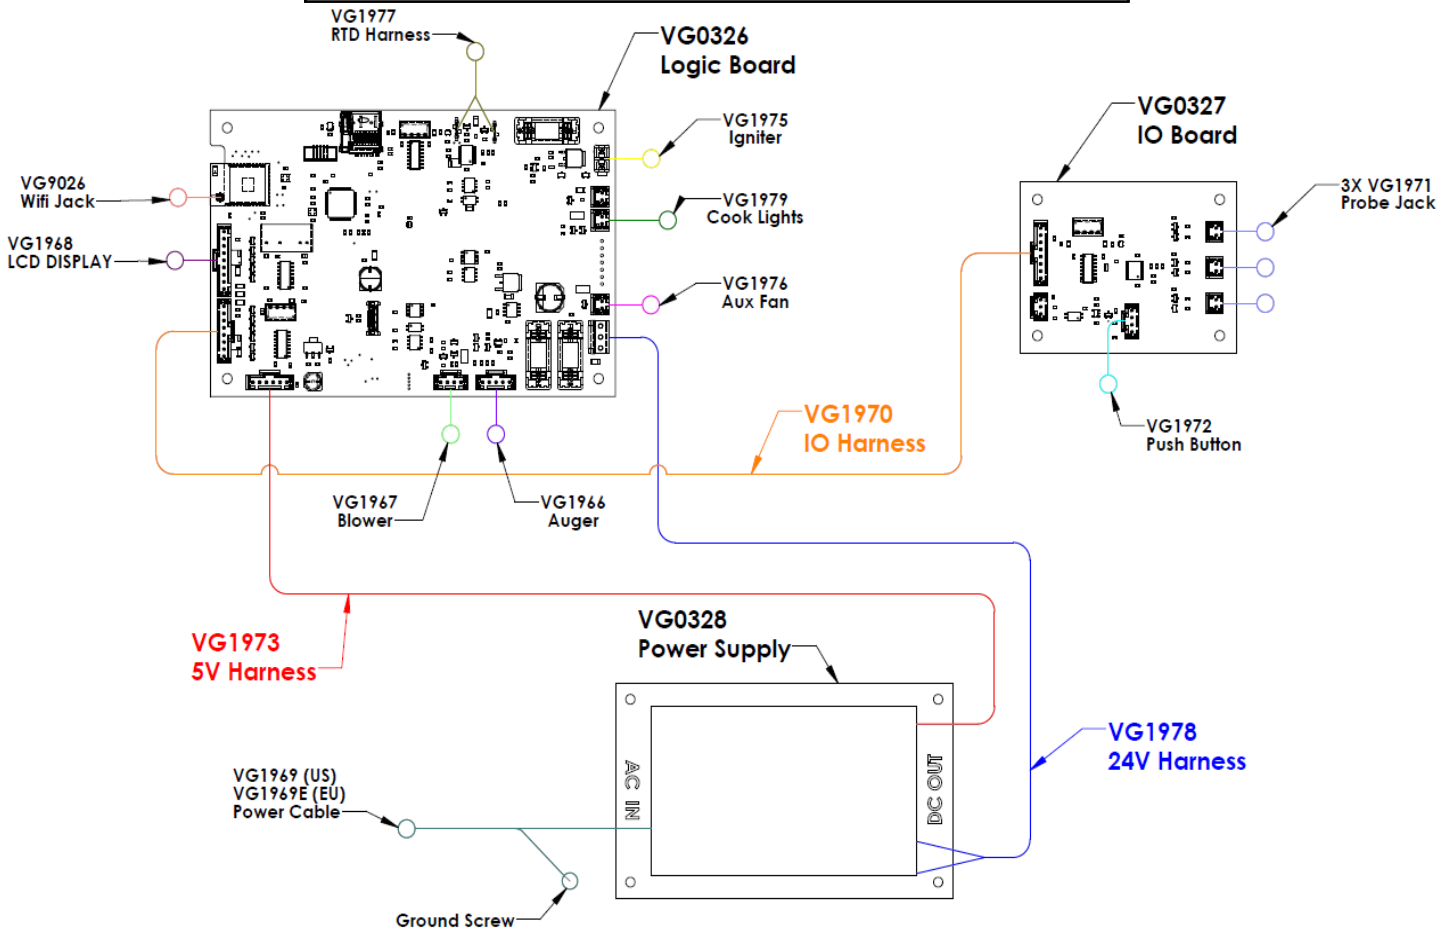 VG1977
RTD Harness
VG0326
Logic Board
VG1975
Igniter
VG0327
IO Board
VG9026
Wifi Jack
VG1979
Cook Lights
3X VG1971
Probe Jack
VG1968
LCD DISPLAY
VG1976
Aux Fan
VG1970
IO Harness
VG1972
Push Button
VG1967
Blower
VG1966
Auger
VG1973
5V Harness
VG0328
Power Supply
AC IN
DC OUT
VG1978
24V Harness
VG1969 (US)
VG1969E (EU)
Power Cable
Ground Screw